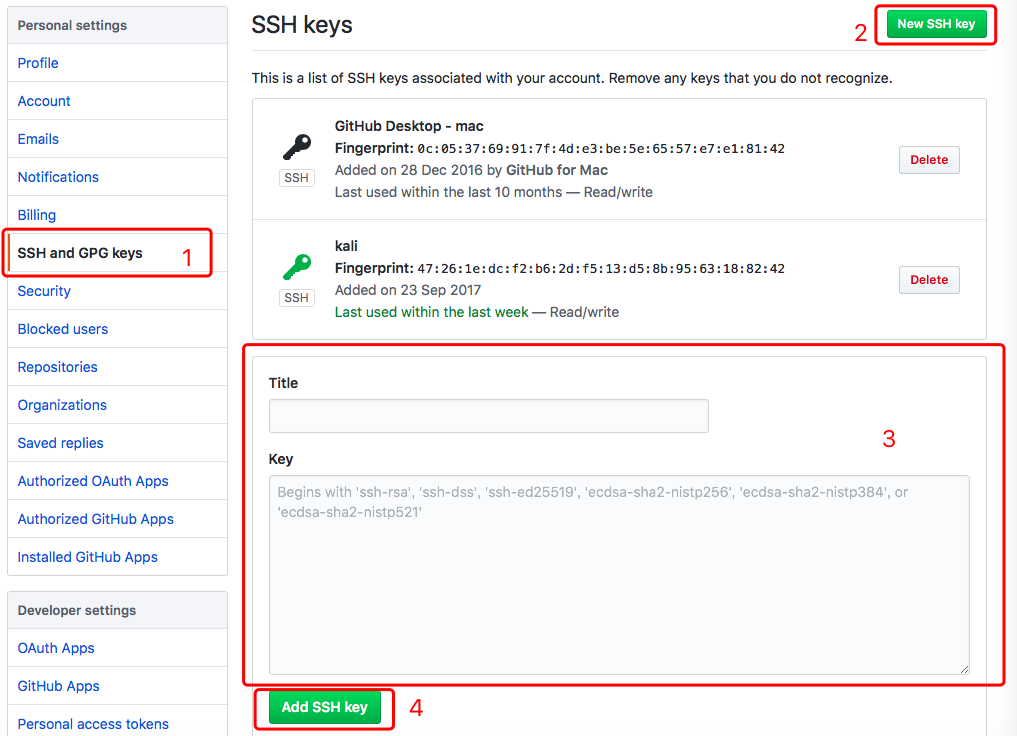 Personal settings
Profile
Account
Emails
Notifications
Billing
SSH and GPG keys
1
Security
Blocked users
Repositories
Organizations
Saved replies
Authorized OAuth Apps
Authorized GitHub Apps
Installed GitHub Apps
Developer settings
OAuth Apps
GitHub Apps
Personal access tokens
SSH keys
2
New SSH key
This is a list of SSH keys associated with your account. Remove any keys that you do not recognize.
SSH
GitHub Desktop - mac
Fingerprint: 0c:05:37:69:91:7f:4d:e3:be:5e:65:57:e7:e1:81:42
Added on 28 Dec 2016 by GitHub for Mac
Last used within the last 10 months — Read/write
Delete
SSH
kali
Fingerprint: 47:26:1e:dc:f2:b6:2d:f5:13:d5:8b:95:63:18:82:42
Added on 23 Sep 2017
Last used within the last week — Read/write
Delete
Title
3
Key
Begins with 'ssh-rsa', 'ssh-dss', 'ssh-ed25519', 'ecdsa-sha2-nistp256', 'ecdsa-sha2-nistp384', or
'ecdsa-sha2-nistp521'
Add SSH key
4